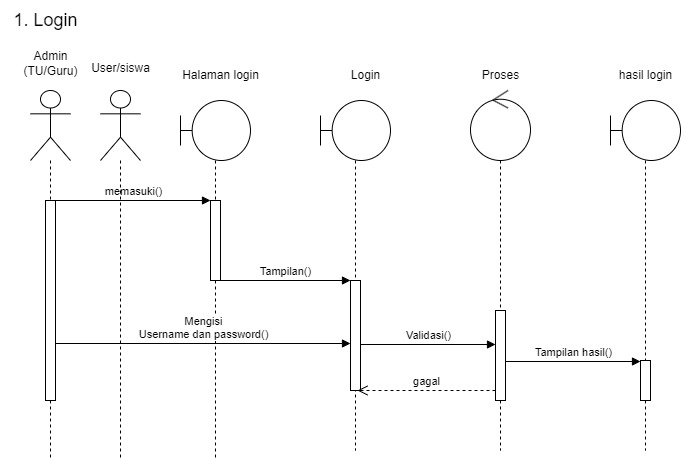 1. Login
Admin
(TU/Guru)
User/siswa
Halaman login
Login
Proses
hasil login
memasuki()
Tampilan()
Mengisi
Username dan password()
Validasi()
Tampilan hasil()
gagal